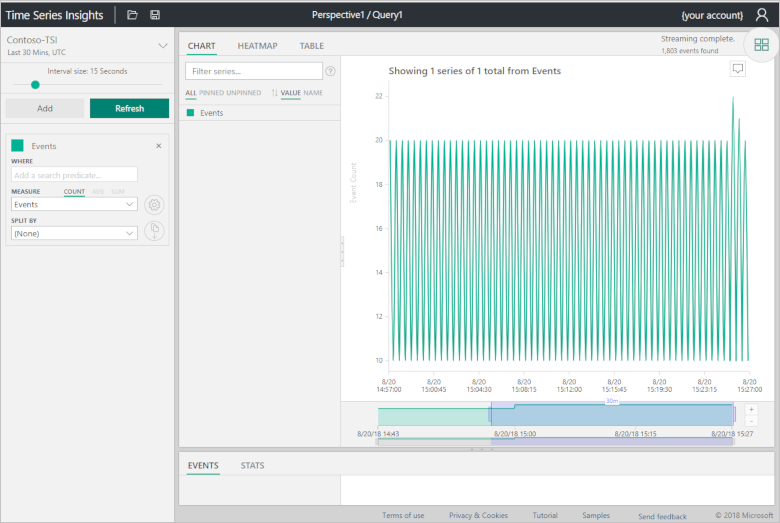 Time Series Insights
Perspective1 / Query1
{your account}
Contoso-TSI
Last 30 Mins, UTC
Interval size: 15 Seconds
Add
Refresh
Events
×
WHERE
Add a search predicate...
MEASURE COUNT AVG SUM
Events
SPLIT BY
(None)
CHART HEATMAP TABLE
Streaming complete.
1,803 events found
Filter series...
?
ALL PINNED UNPINNED VALUE NAME
Events
Showing 1 series of 1 total from Events
Event Count
22
20
18
16
14
12
10
8/20 8/20 8/20 8/20 8/20 8/20 8/20 8/20 8/20
14:57:00 15:00:45 15:04:30 15:08:15 15:12:00 15:15:45 15:19:30 15:23:15 15:27:00
30m
+
-
8/20/18 14:43 8/20/18 15:00 8/20/18 15:15 8/20/18 15:27
EVENTS STATS
Terms of use Privacy & Cookies Tutorial Samples Send feedback © 2018 Microsoft